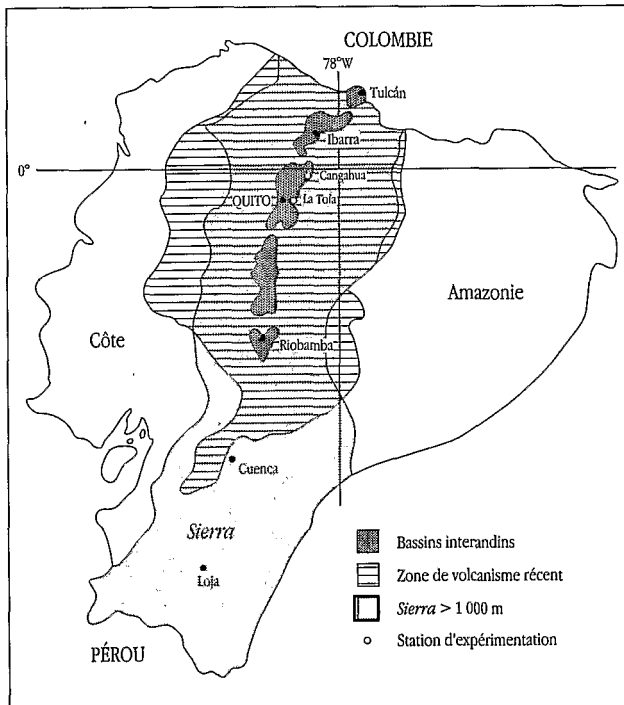 COLOMBIE
78°W
Tulcán
Ibarra
0°
Cangahua
QUITO
La Tola
Amazonie
Côte
Riobamba
Cuenca
Sierra
Loja
PÉROU
Bassins interandins
Zone de volcanisme récent
Sierra > 1 000 m
Station d'expérimentation